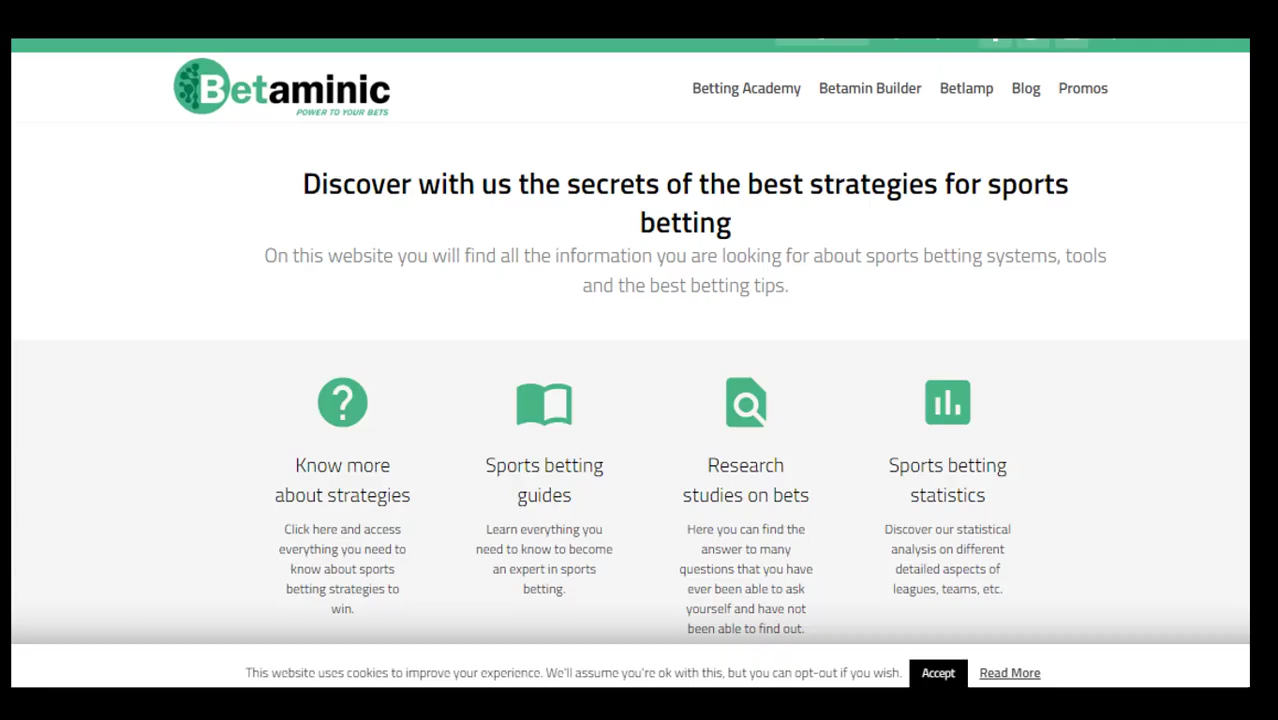 Betaminic
POWER TO YOUR BETS
Betting Academy Betamin Builder Betlamp Blog Promos
Discover with us the secrets of the best strategies for sports
betting
On this website you will find all the information you are looking for about sports betting systems, tools
and the best betting tips.
Know more
about strategies
Click here and access
everything you need to
know about sports
betting strategies to
win.
Sports betting
guides
Learn everything you
need to know to become
an expert in sports
betting.
Research
studies on bets
Here you can find the
answer to many
questions that you have
ever been able to ask
yourself and have not
been able to find out.
Sports betting
statistics
Discover our statistical
analysis on different
detailed aspects of
leagues, teams, etc.
This website uses cookies to improve your experience. We'll assume you're ok with this, but you can opt-out if you wish. Accept Read More